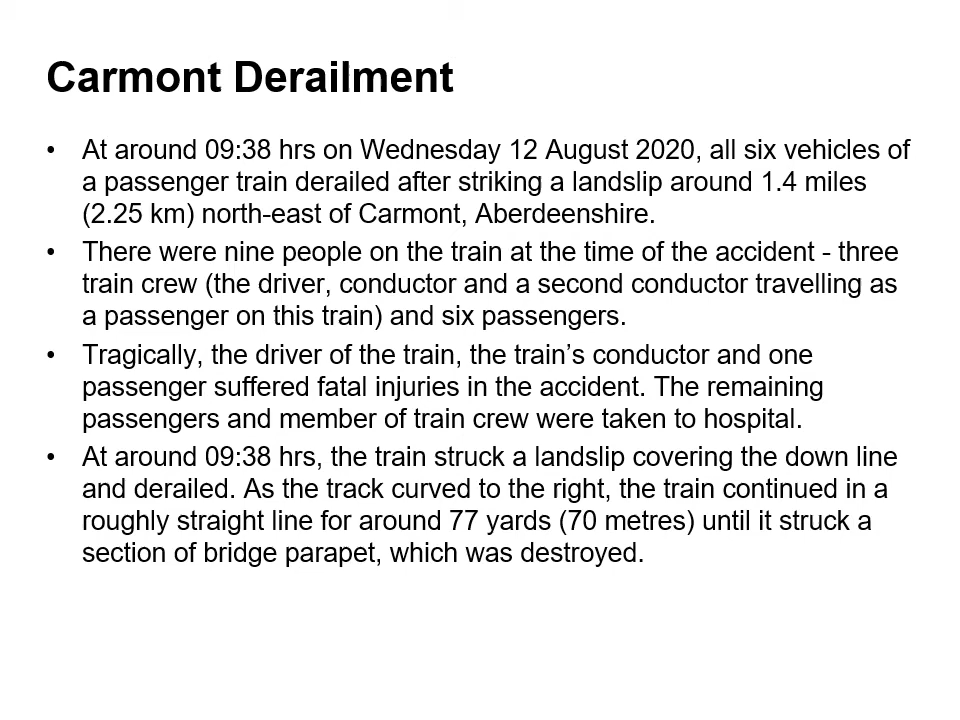 Carmont Derailment
• At around 09:38 hrs on Wednesday 12 August 2020, all six vehicles of
a passenger train derailed after striking a landslip around 1.4 miles
(2.25 km) north-east of Carmont, Aberdeenshire.
• There were nine people on the train at the time of the accident - three
train crew (the driver, conductor and a second conductor travelling as
a passenger on this train) and six passengers.
• Tragically, the driver of the train, the train’s conductor and one
passenger suffered fatal injuries in the accident. The remaining
passengers and member of train crew were taken to hospital.
• At around 09:38 hrs, the train struck a landslip covering the down line
and derailed. As the track curved to the right, the train continued in a
roughly straight line for around 77 yards (70 metres) until it struck a
section of bridge parapet, which was destroyed.